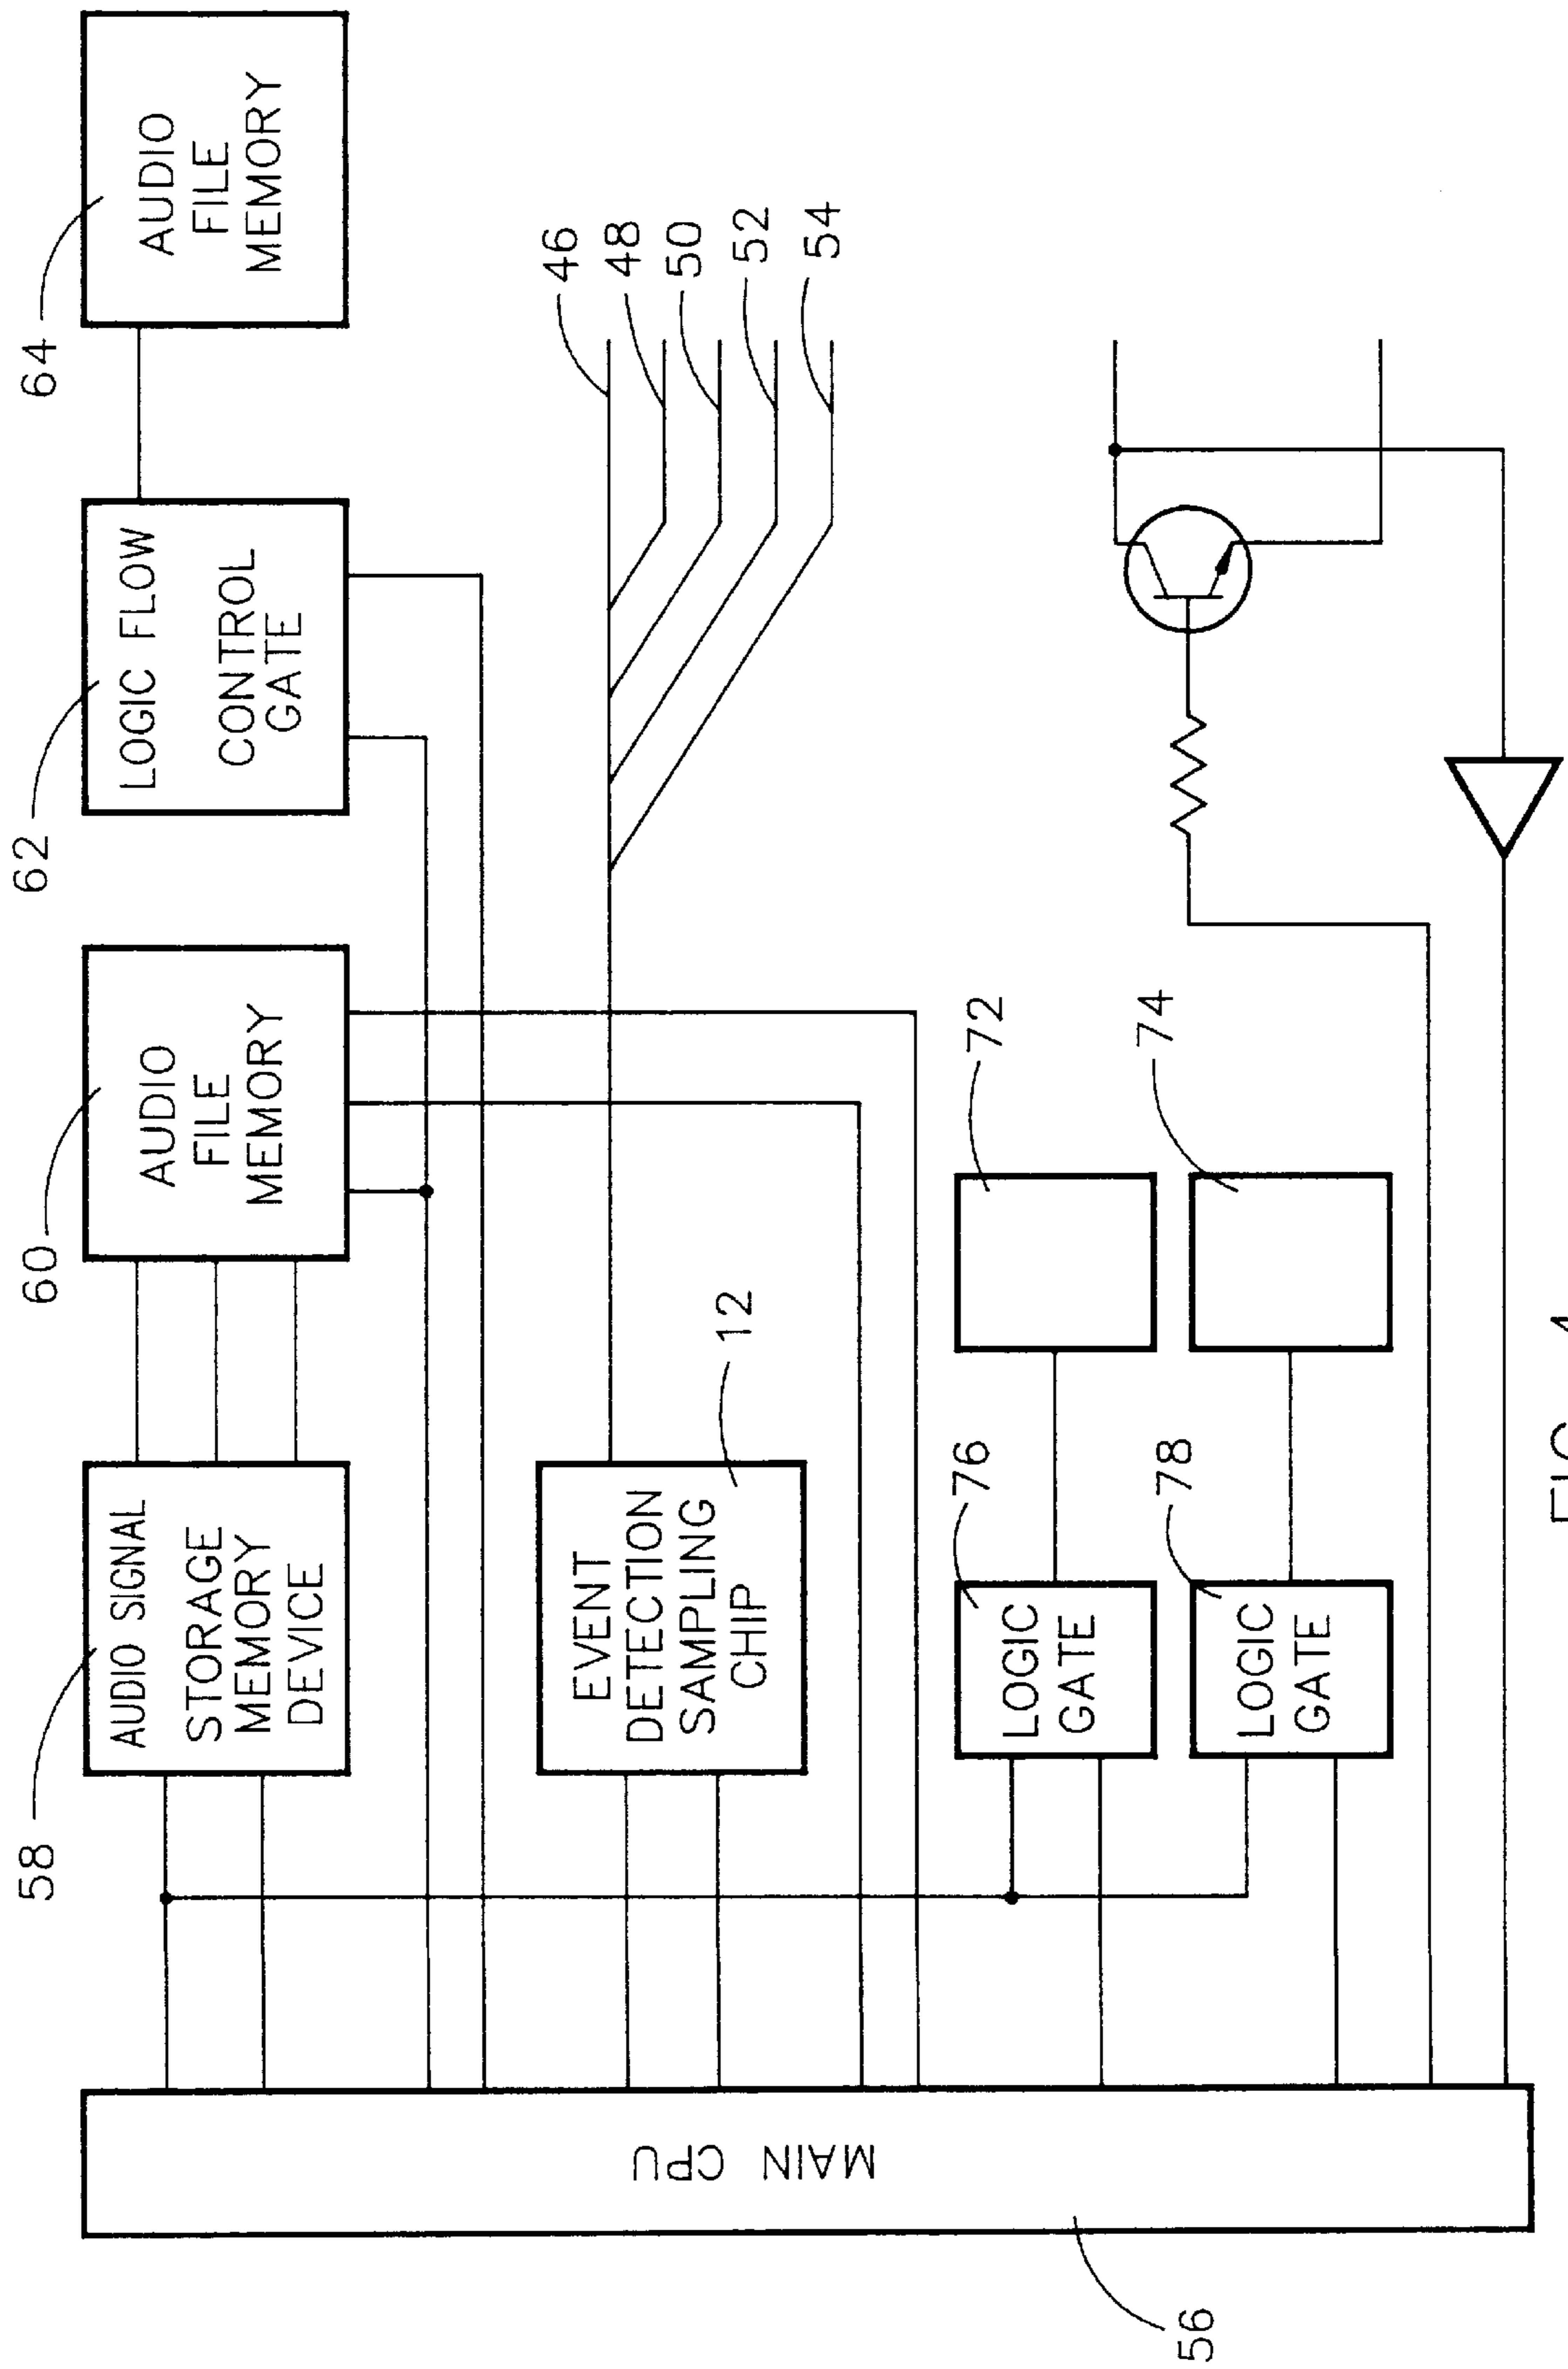 58
60
62
64
AUDIO SIGNAL
STORAGE
MEMORY
DEVICE
AUDIO
FILE
MEMORY
LOGIC FLOW
CONTROL
GATE
AUDIO
FILE
MEMORY
46
48
50
52
54
EVENT
DETECTION
SAMPLING
CHIP
12
MAIN CPU
56
76
72
LOGIC
GATE
78
74
LOGIC
GATE
FIG. 4